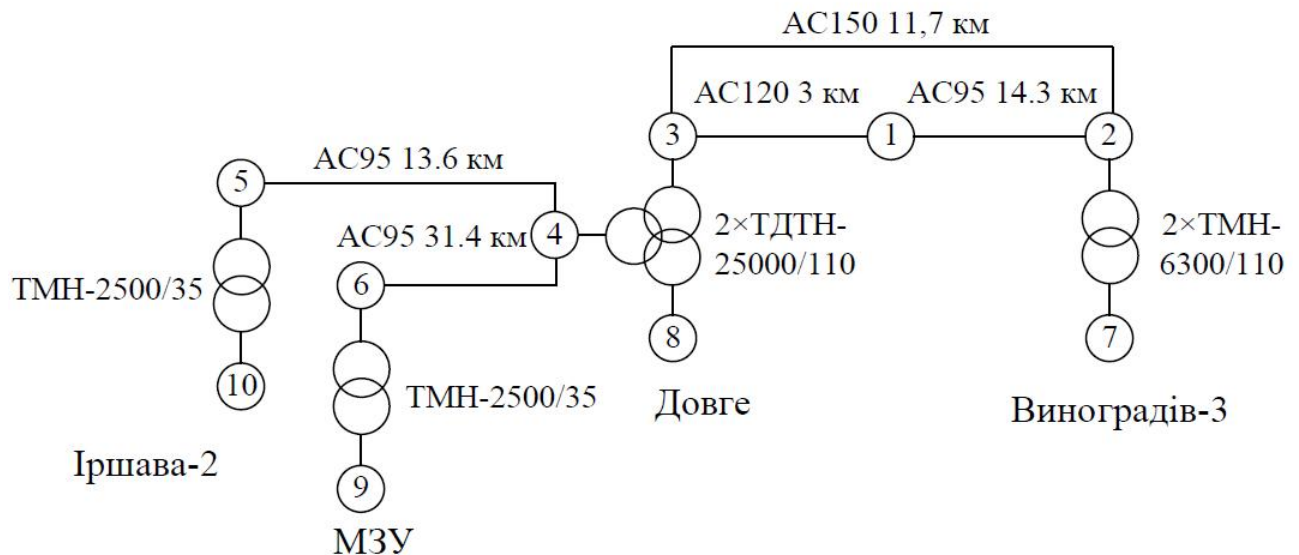 АС150 11,7 км
АС120 3 км
АС95 14.3 км
3
1
2
АС95 13.6 км
5
АС95 31.4 км
4
2×ТДТН-
25000/110
2×ТМН-
6300/110
ТМН-2500/35
6
8
7
10
ТМН-2500/35
Довге
Виноградів-3
Іршава-2
9
МЗУ